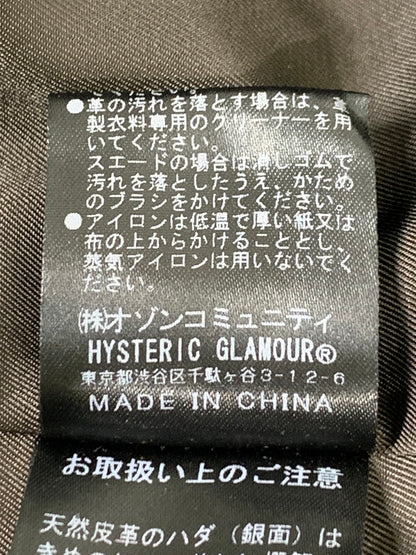 ください。
●革の汚れを落とす場合は、革
製衣料専用のクリーナーを用
いてください。
スエードの場合は消しゴムで
汚れを落としたうえ、かため
のブラシをかけてください。
●アイロンは低温で厚い紙又は
布の上からかけることとし、
蒸気アイロンは用いないでく
ださい。
㈱オゾンコミュニティ
HYSTERIC GLAMOUR®
東京都渋谷区千駄ヶ谷3-12-6
MADE IN CHINA
お取扱い上のご注意
天然皮革のハダ(銀面)は